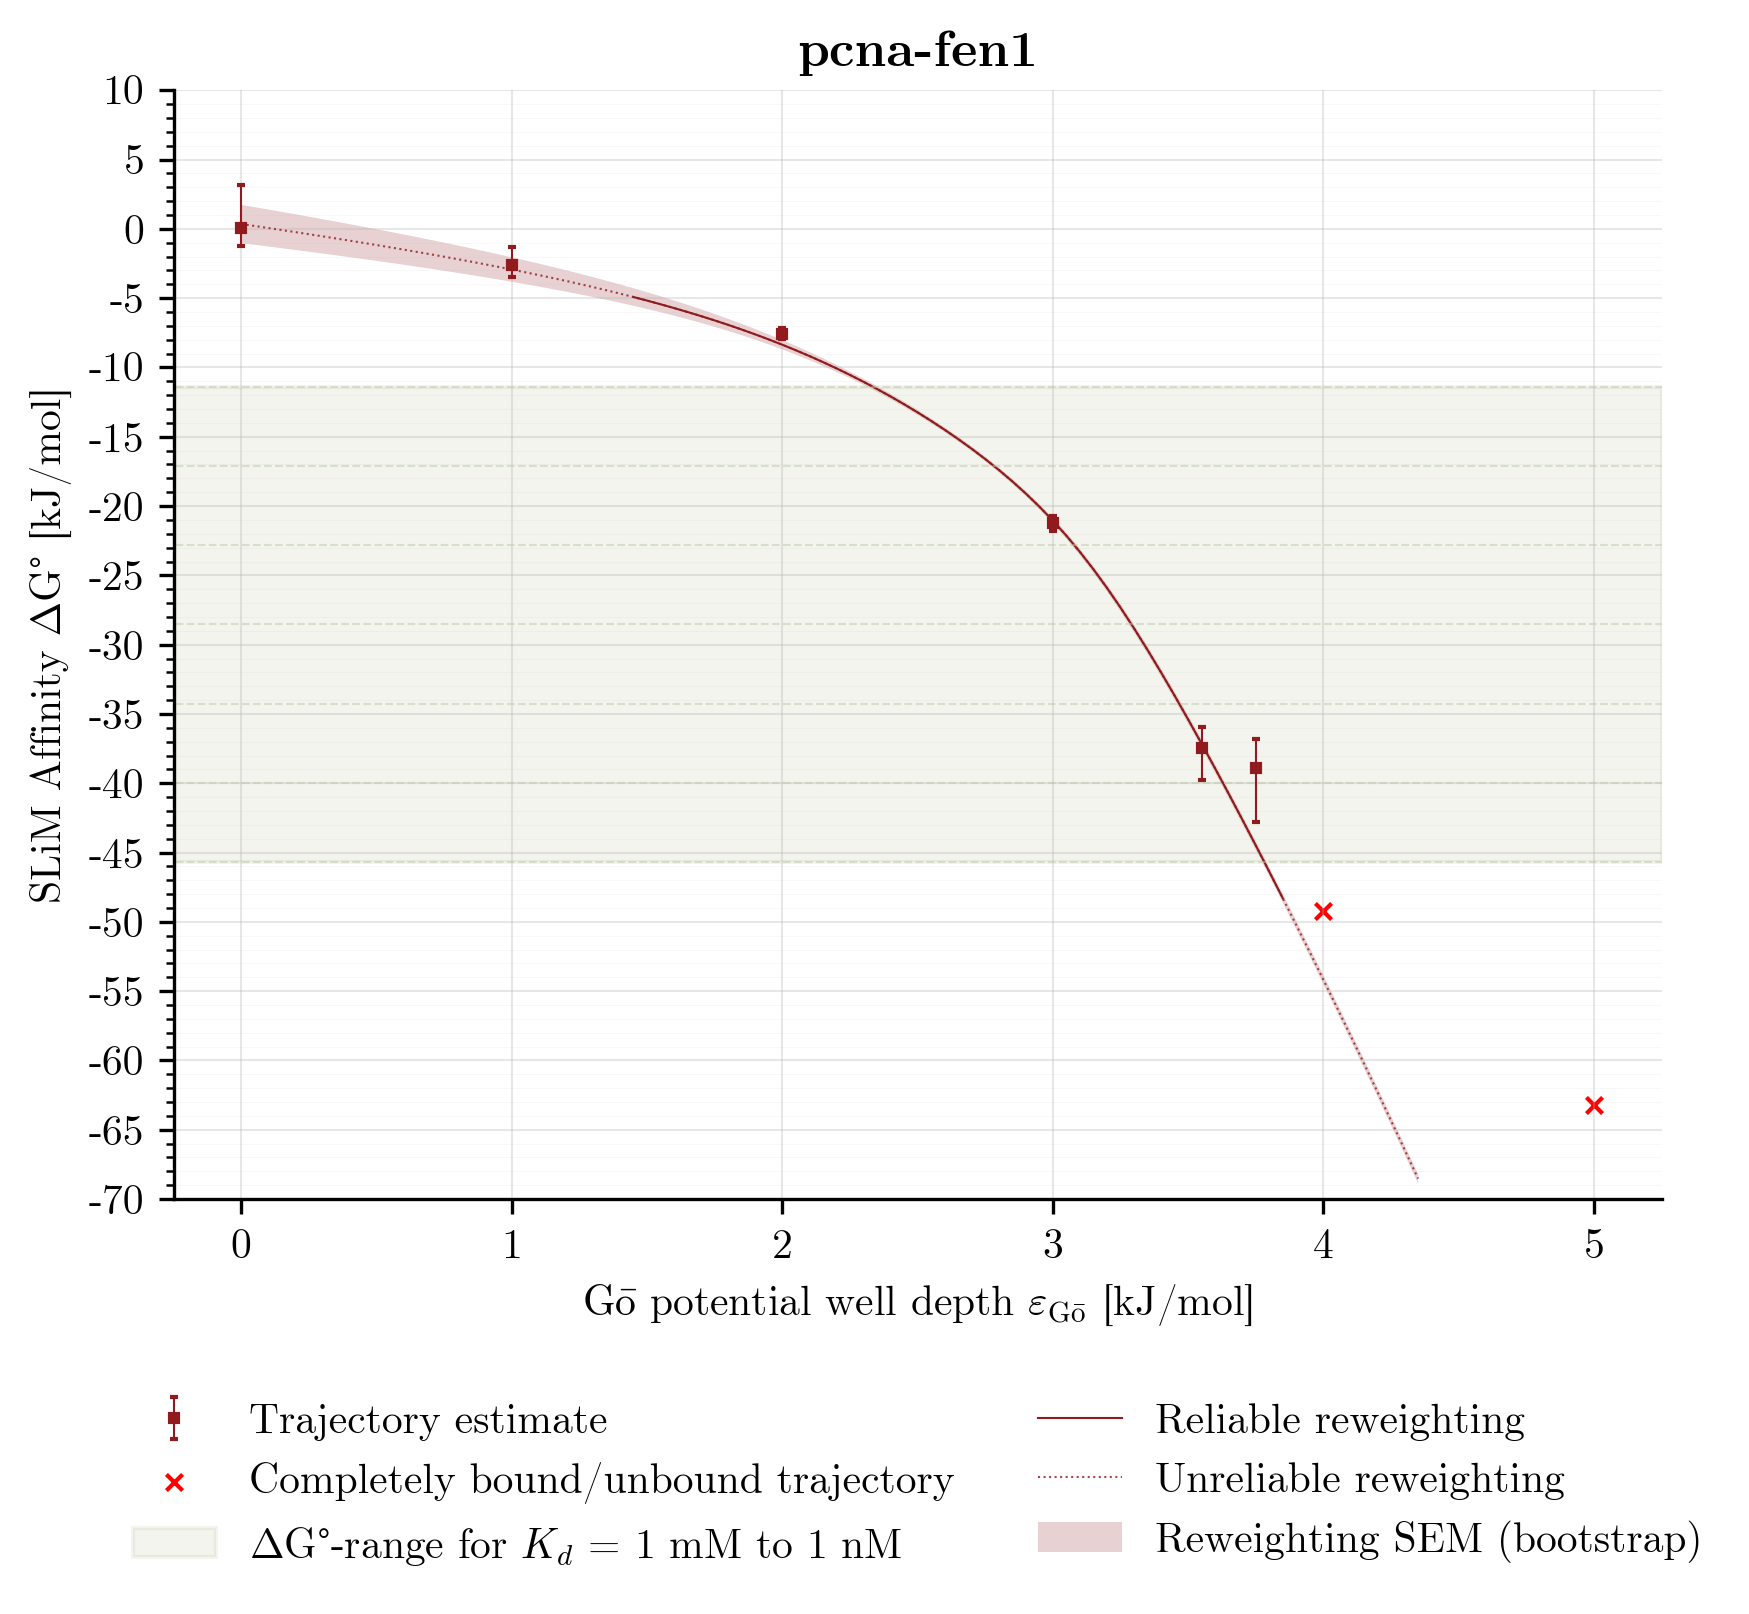 pcna-fen1
10
5
0
-5
-10
-15
-20
-25
-30
-35
-40
-45
-50
-55
-60
-65
-70
SLiM Affinity ΔG° [kJ/mol]
0 1 2 3 4 5
Gō potential well depth εGō [kJ/mol]
Trajectory estimate
Completely bound/unbound trajectory
ΔG°-range for Kd = 1 mM to 1 nM
Reliable reweighting
Unreliable reweighting
Reweighting SEM (bootstrap)